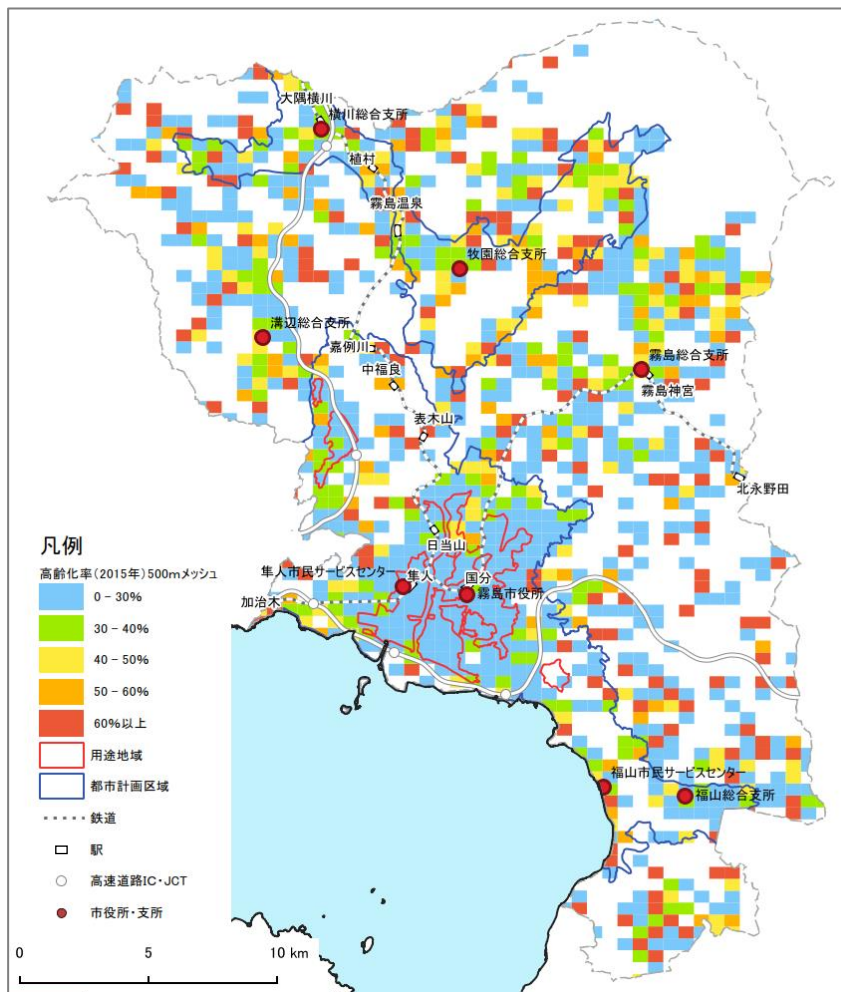 大隅横川
横川総合支所
植村
霧島温泉
牧園総合支所
溝辺総合支所
嘉例川
中福良
霧島総合支所
霧島神宮
表木山
北永野田
日当山
隼人市民サービスセンター
隼人
国分
霧島市役所
加治木
福山市民サービスセンター
福山総合支所
凡例
高齢化率(2015年)500mメッシュ
0 - 30%
30 - 40%
40 - 50%
50 - 60%
60%以上
用途地域
都市計画区域
鉄道
駅
高速道路IC・JCT
市役所・支所
0 5 10 km